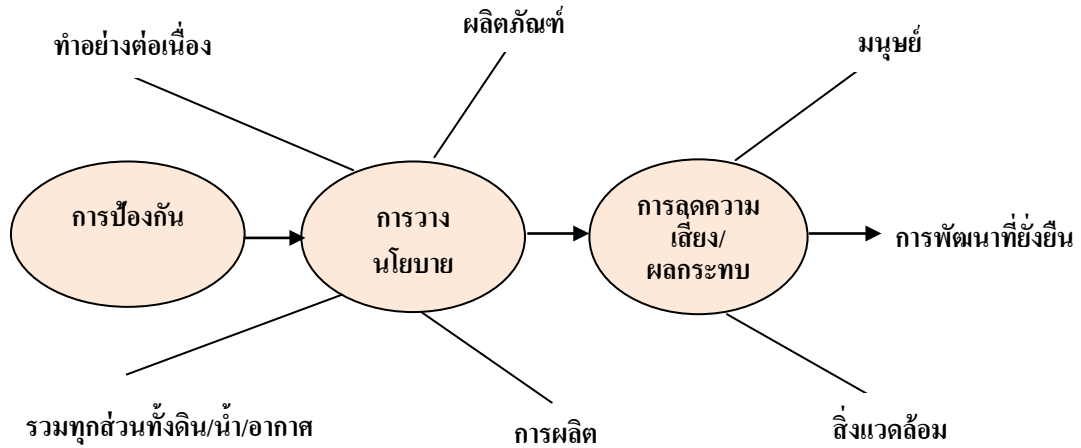 ผลิตภัณฑ์
ทำอย่างต่อเนื่อง
มนุษย์
การป้องกัน
การวาง
นโยบาย
การลดความ
เสี่ยง/
ผลกระทบ
การพัฒนาที่ยั่งยืน
รวมทุกส่วนทั้งดิน/น้ำ/อากาศ
การผลิต
สิ่งแวดล้อม